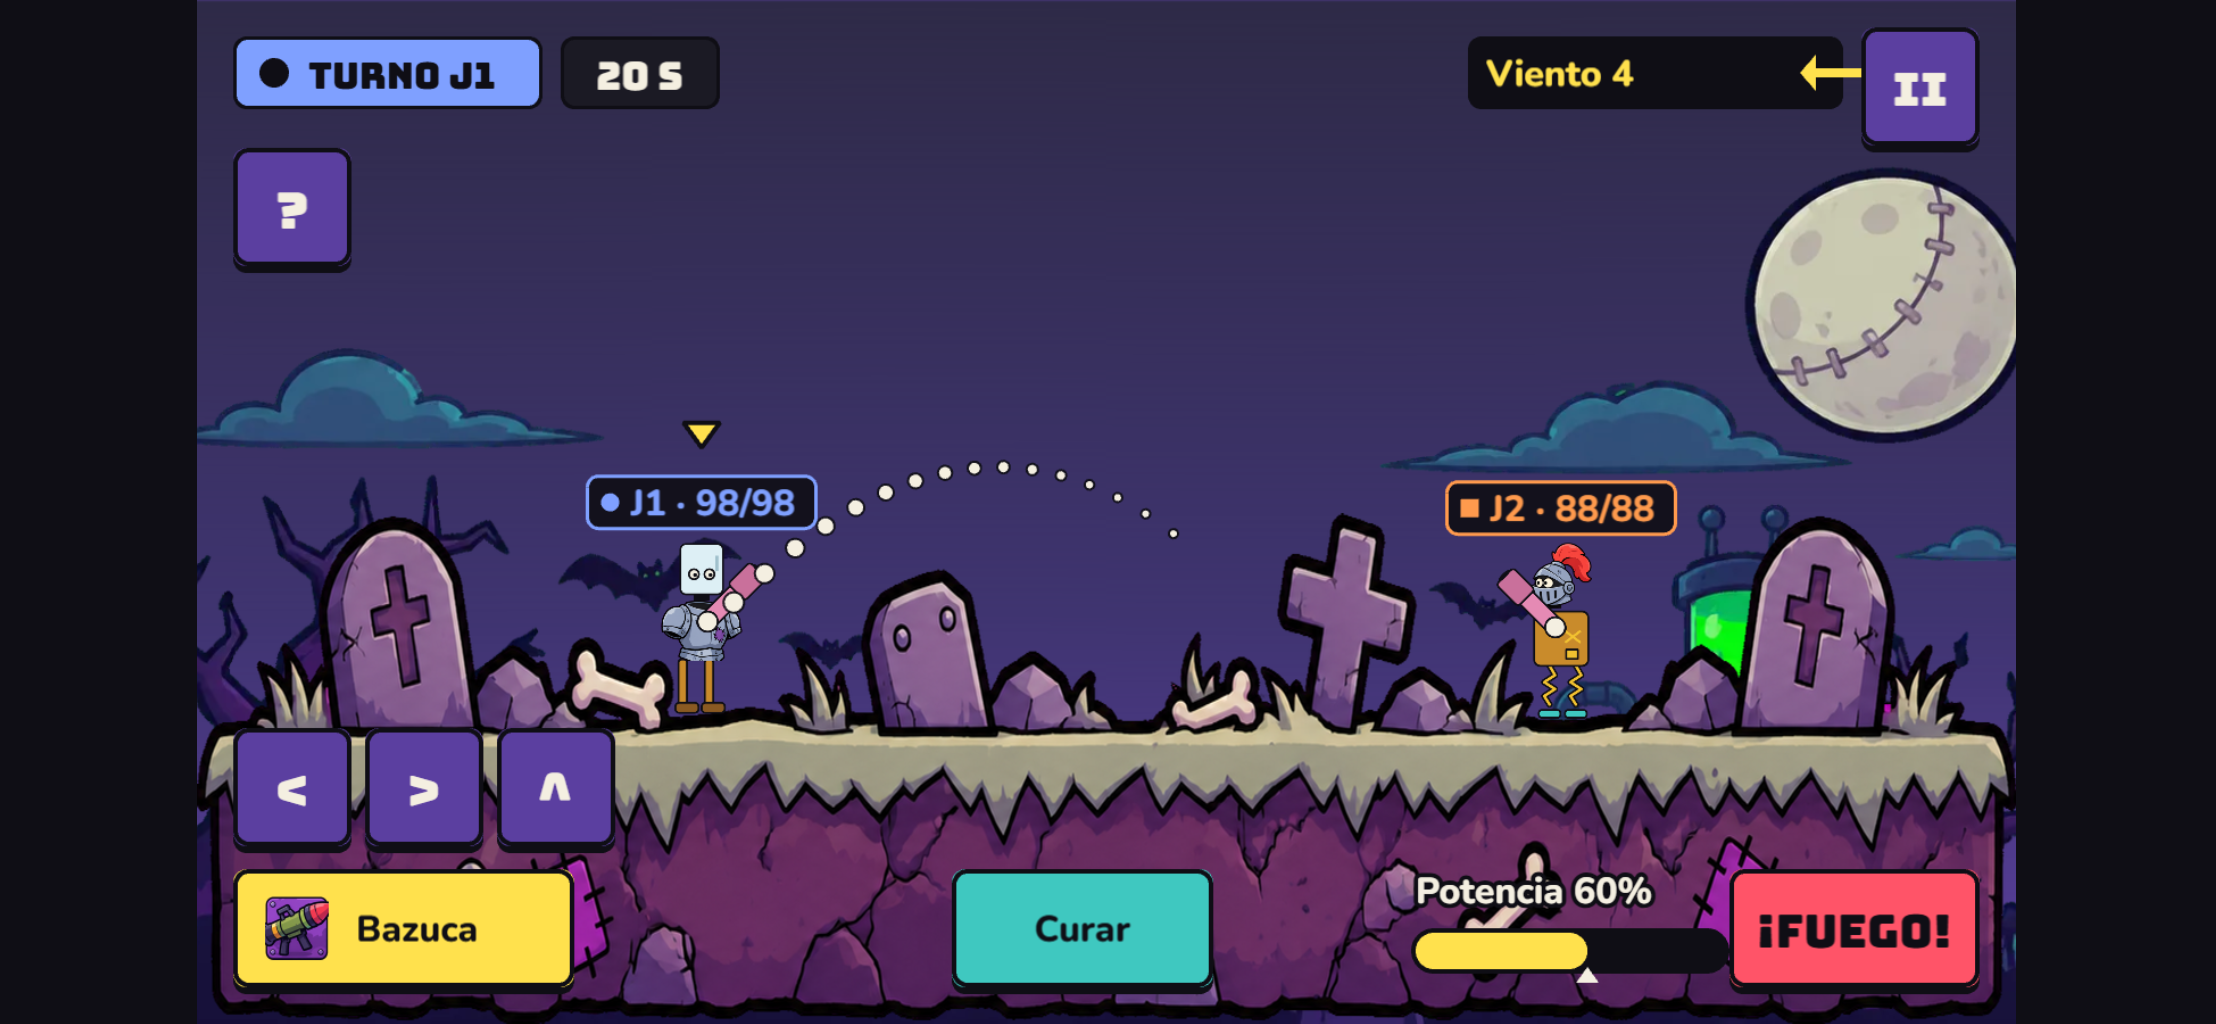 TURNO J1
20 S
Viento 4
II
?
J1 · 98/98
J2 · 88/88
<
>
^
Bazuca
Curar
Potencia 60%
¡FUEGO!